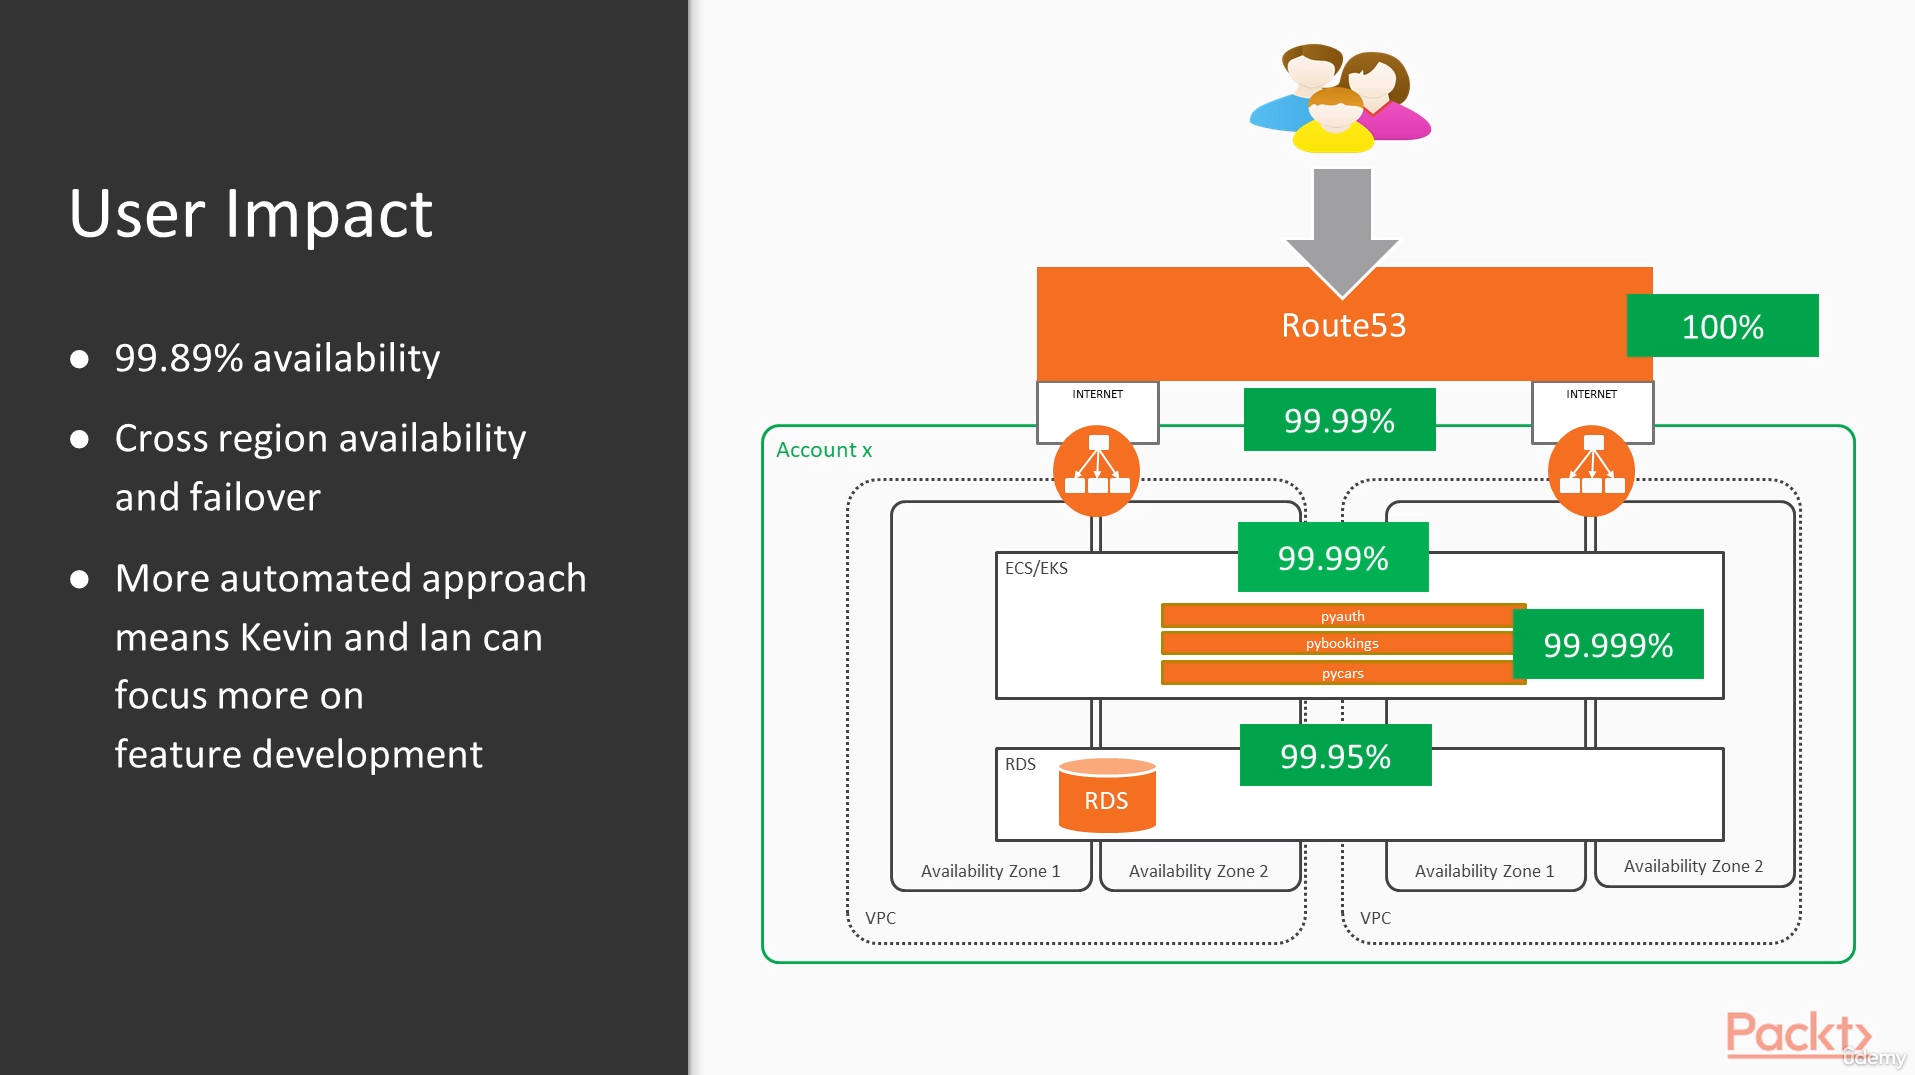 User Impact
● 99.89% availability
● Cross region availability
and failover
● More automated approach
means Kevin and Ian can
focus more on
feature development
Route53
100%
INTERNET
99.99%
INTERNET
Account x
99.99%
ECS/EKS
pyauth
pybookings
pycars
99.999%
99.95%
RDS
RDS
Availability Zone 1
Availability Zone 2
Availability Zone 1
Availability Zone 2
VPC
VPC
Packt>
ûdemy